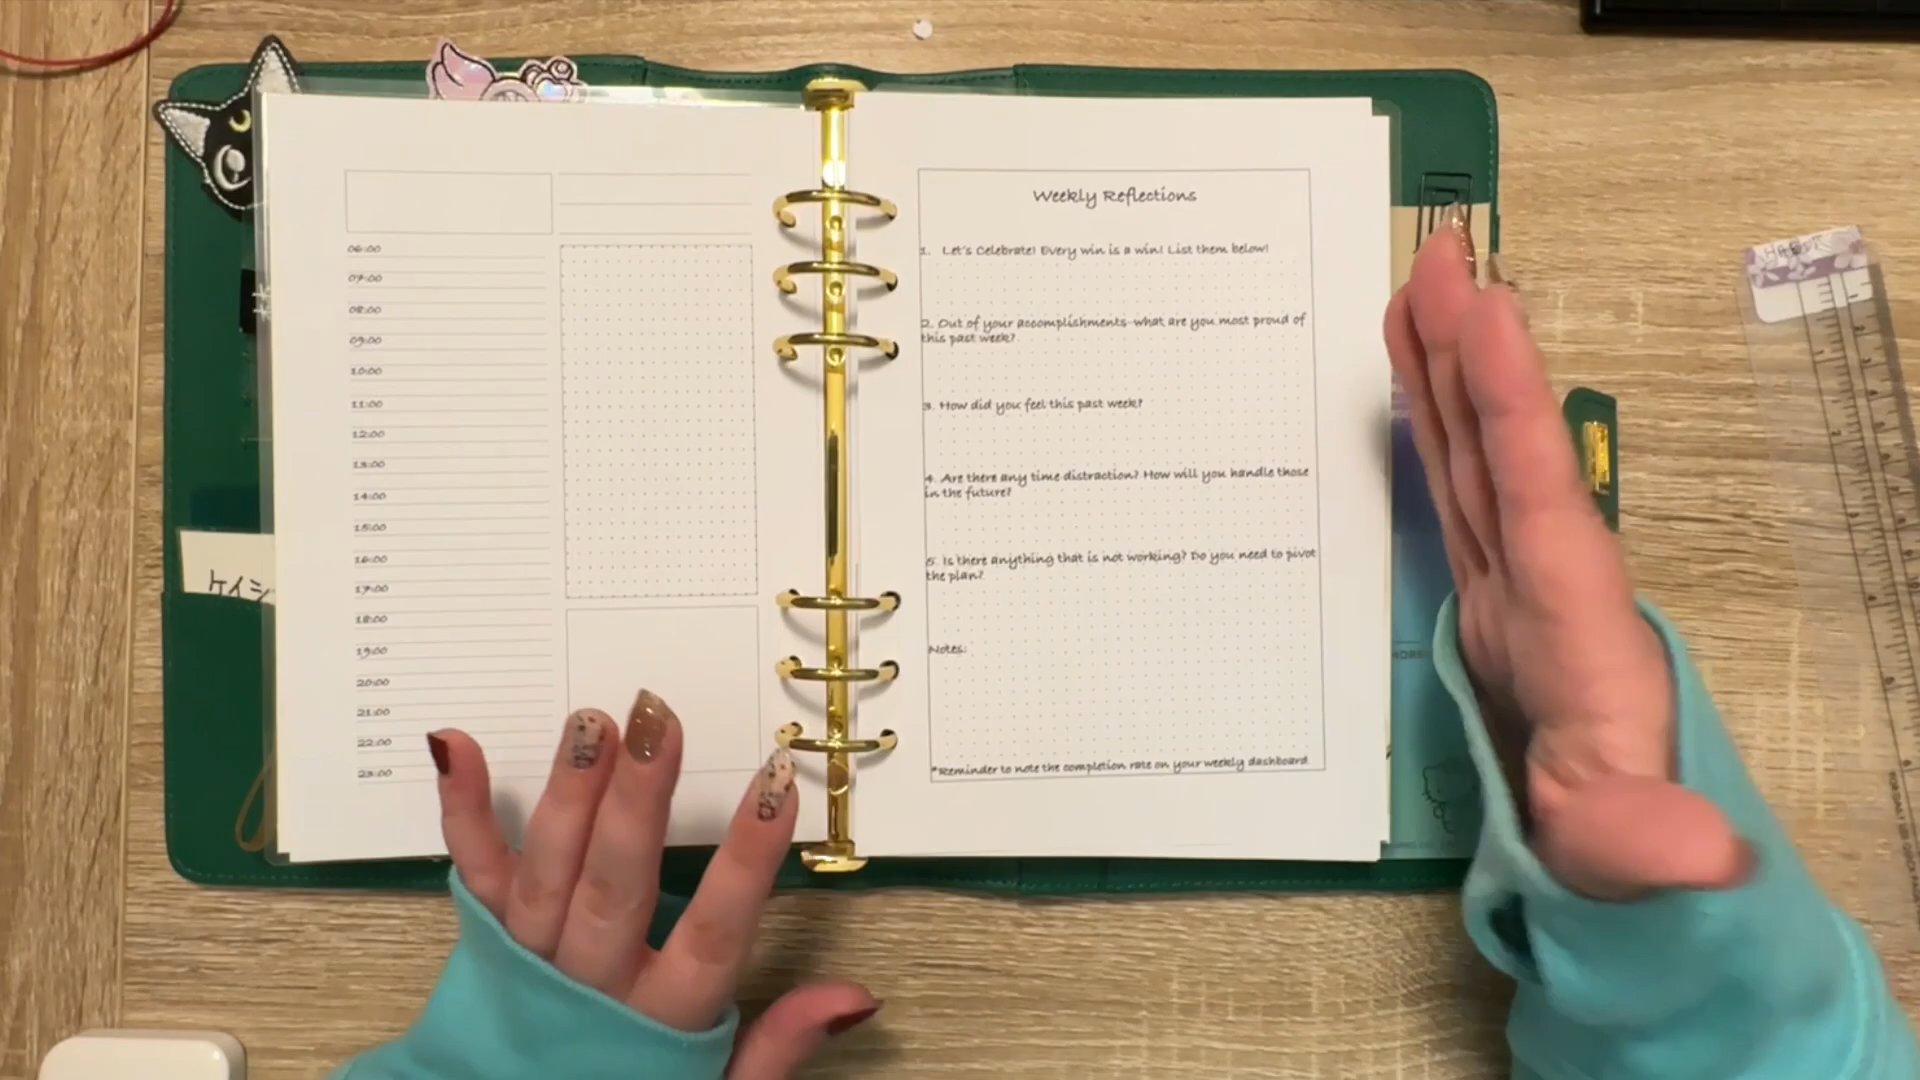 06:00
07:00
08:00
09:00
10:00
11:00
12:00
13:00
14:00
15:00
16:00
17:00
18:00
19:00
20:00
21:00
22:00
23:00
ケイシ
Weekly Reflections
1. Let's Celebrate! Every win is a win! List them below!
2. Out of your accomplishments-what are you most proud of
this past week?
3. How did you feel this past week?
4. Are there any time distraction? How will you handle those
in the future?
5. Is there anything that is not working? Do you need to pivot
the plan?
Notes:
*Reminder to note the completion rate on your weekly dashboard